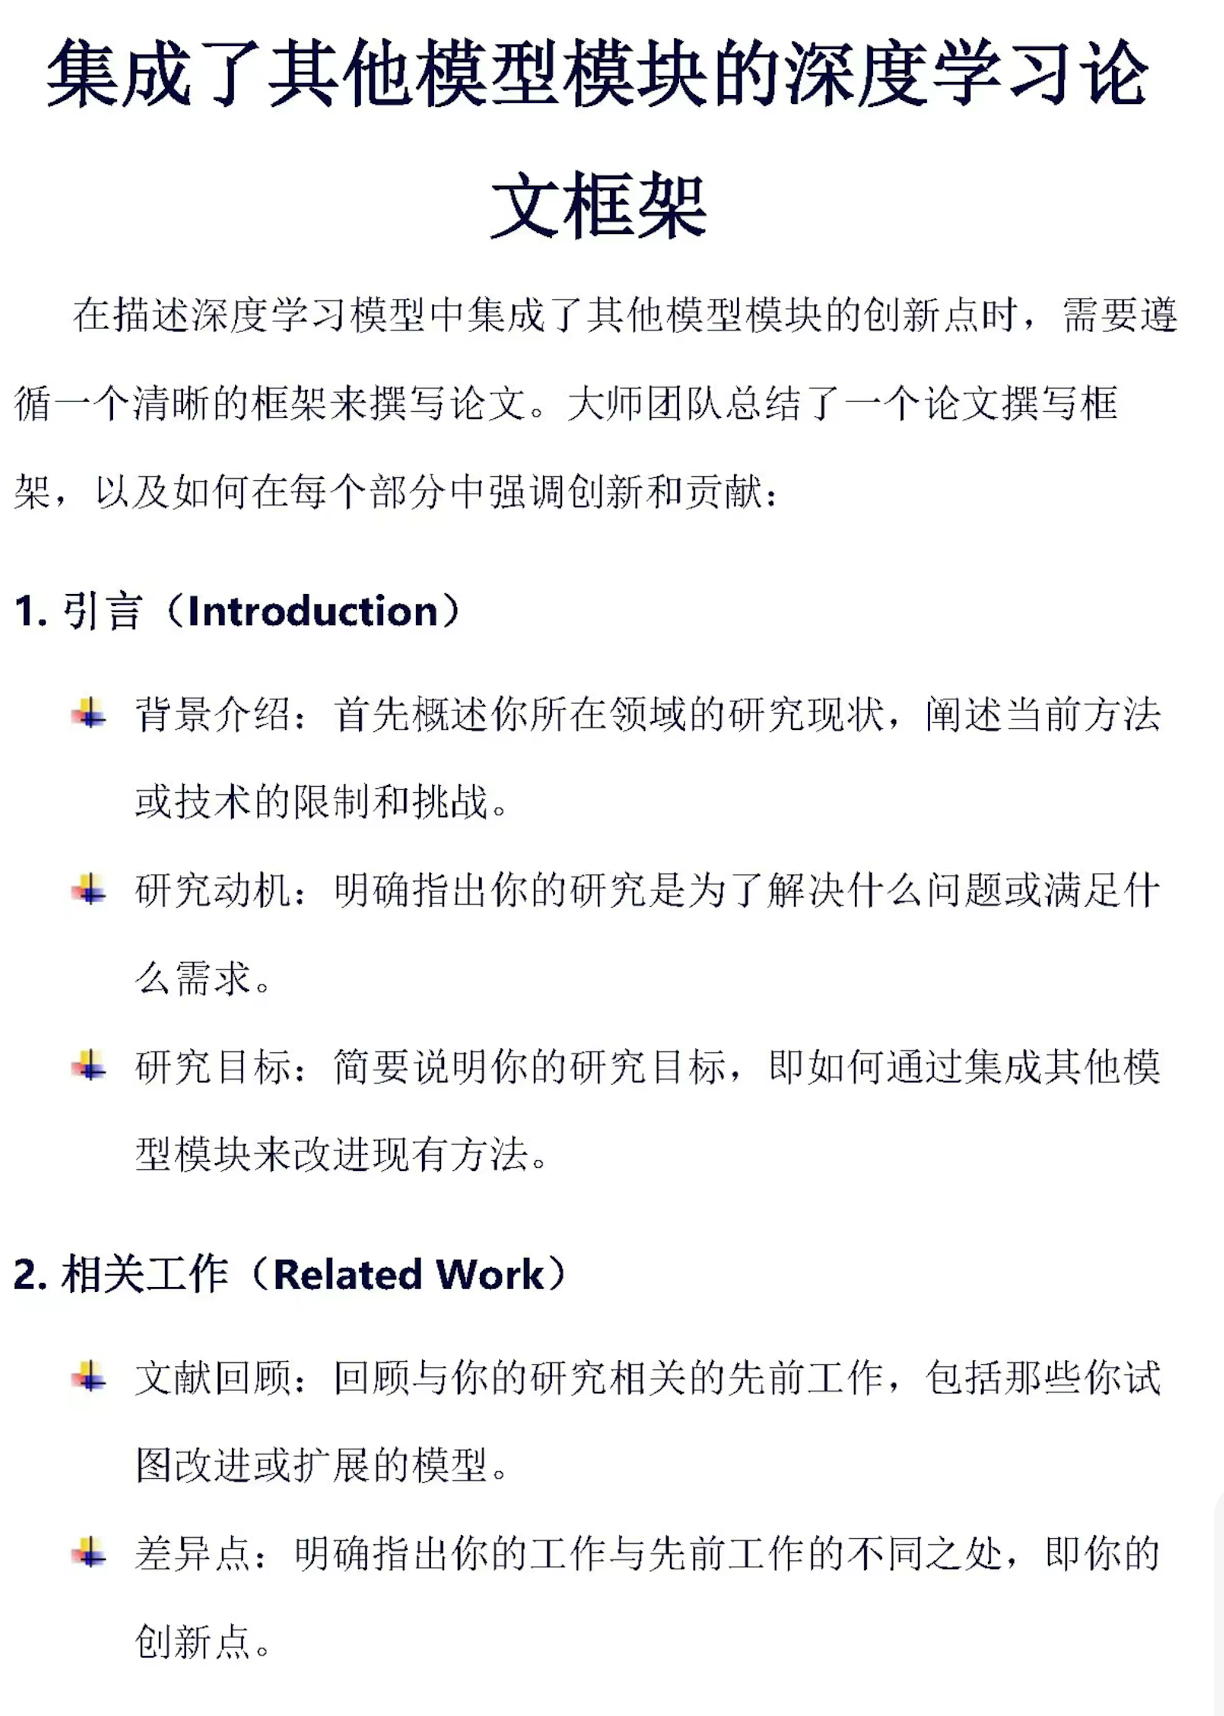 集成了其他模型模块的深度学习论
文框架
在描述深度学习模型中集成了其他模型模块的创新点时，需要遵
循一个清晰的框架来撰写论文。大师团队总结了一个论文撰写框
架，以及如何在每个部分中强调创新和贡献：
1. 引言（Introduction）
背景介绍：首先概述你所在领域的研究现状，阐述当前方法
或技术的限制和挑战。
研究动机：明确指出你的研究是为了解决什么问题或满足什
么需求。
研究目标：简要说明你的研究目标，即如何通过集成其他模
型模块来改进现有方法。
2. 相关工作（Related Work）
文献回顾：回顾与你的研究相关的先前工作，包括那些你试
图改进或扩展的模型。
差异点：明确指出你的工作与先前工作的不同之处，即你的
创新点。